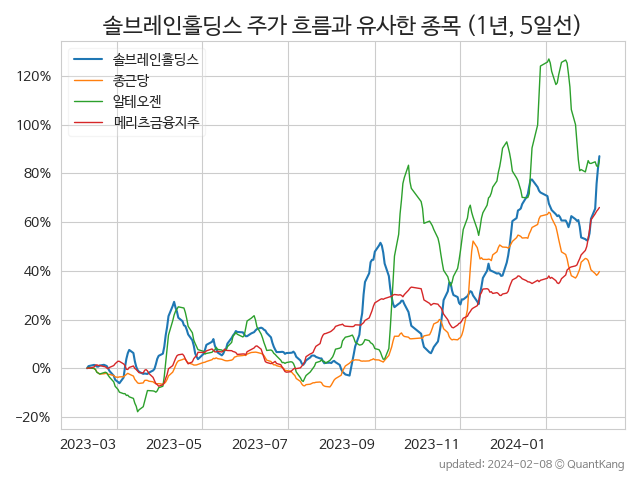 솔브레인홀딩스 주가 흐름과 유사한 종목 (1년, 5일선)
솔브레인홀딩스
종근당
알테오젠
메리츠금융지주
120%
100%
80%
60%
40%
20%
0%
−20%
2023-03 2023-05 2023-07 2023-09 2023-11 2024-01
updated: 2024-02-08 © QuantKang